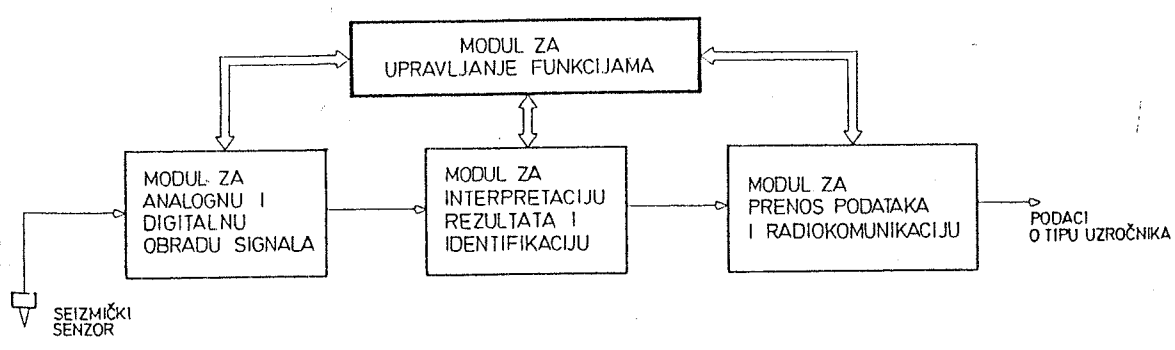 MODUL ZA
UPRAVLJANJE FUNKCIJAMA
MODUL ZA
ANALOGNU I
DIGITALNU
OBRADU SIGNALA
MODUL ZA
INTERPRETACIJU
REZULTATA I
IDENTIFIKACIJU
MODUL ZA
PRENOS PODATAKA
I RADIOKOMUNIKACIJU
PODACI
O TIPU UZROČNIKA
SEIZMIČKI
SENZOR